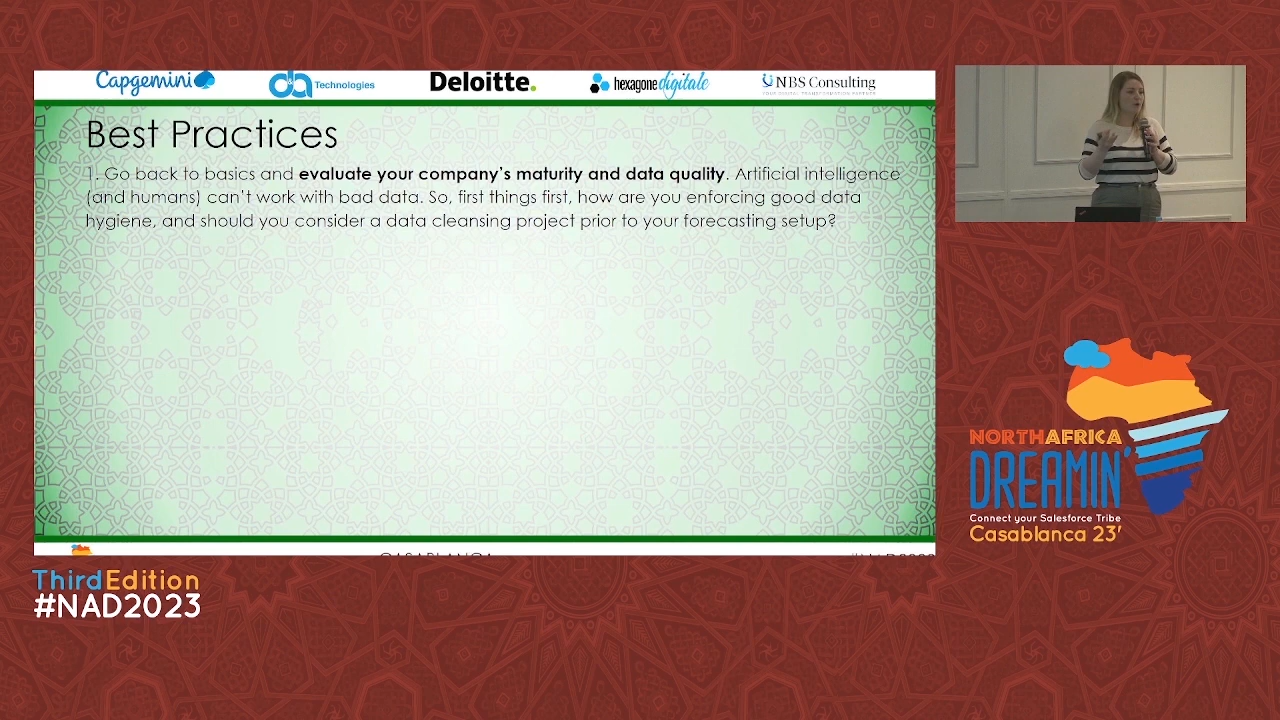 Capgemini
d&a Technologies
Deloitte.
hexagone digitale
NBS Consulting
Best Practices
1. Go back to basics and evaluate your company's maturity and data quality. Artificial intelligence
(and humans) can't work with bad data. So, first things first, how are you enforcing good data
hygiene, and should you consider a data cleansing project prior to your forecasting setup?
NORTHAFRICA
DREAMIN'
Connect your Salesforce Tribe
Casablanca 23'
CASABLANCA
#NAD2023
ThirdEdition
#NAD2023